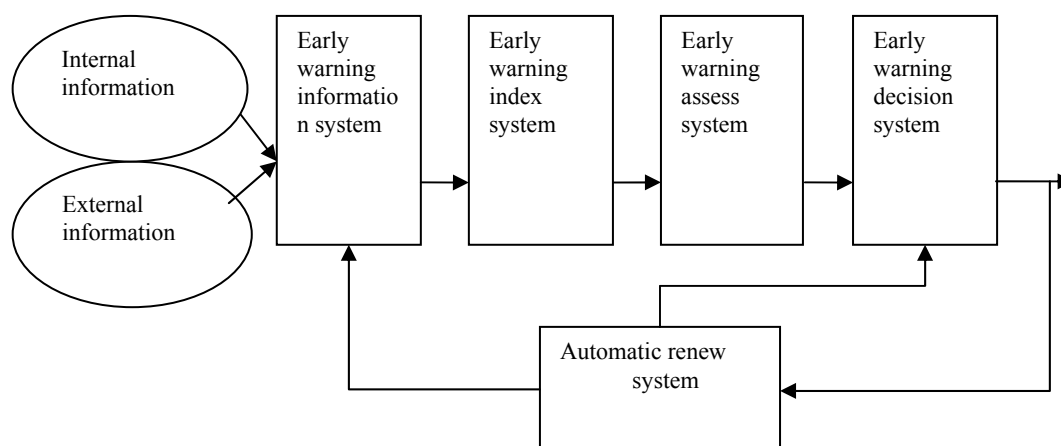 Internal
information
External
information
Early
warning
informatio
n system
Early
warning
index
system
Early
warning
assess
system
Early
warning
decision
system
Automatic renew
system